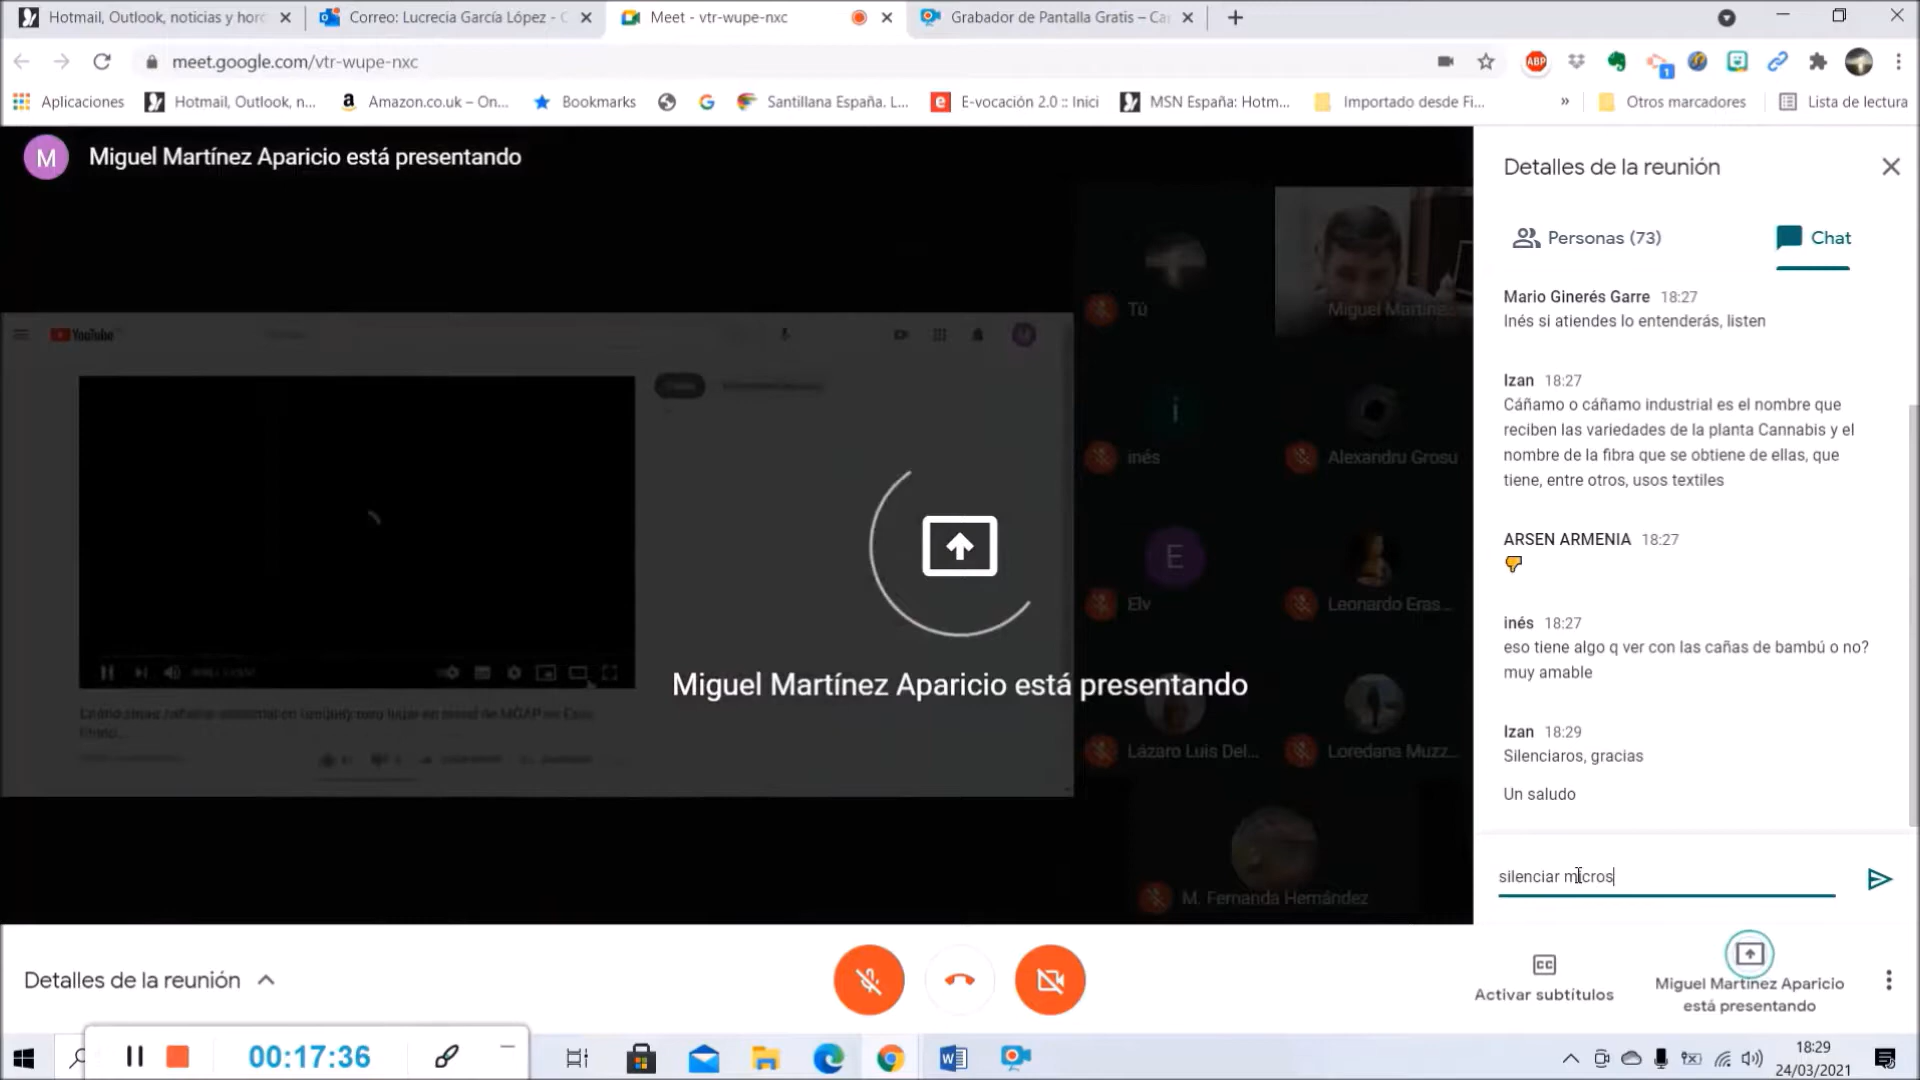 Hotmail, Outlook, noticias y horo
Correo: Lucrecia García López - O
Meet - vtr-wupe-nxc
Grabador de Pantalla Gratis – Ca
meet.google.com/vtr-wupe-nxc
ABP
1
Aplicaciones
Hotmail, Outlook, n...
Amazon.co.uk – On...
Bookmarks
Santillana España. L...
E-vocación 2.0 :: Inici
MSN España: Hotm...
Importado desde Fi...
»
Otros marcadores
Lista de lectura
M
Miguel Martínez Aparicio está presentando
YouTube
Tú
Miguel Martíne...
i
inés
Alexandru Grosu
E
Elv
Leonardo Eras...
Lázaro Luis Del...
Loredana Muzz...
M. Fernanda Hernández
Miguel Martínez Aparicio está presentando
Detalles de la reunión
Personas (73)
Chat
Mario Ginerés Garre 18:27
Inés si atiendes lo entenderás, listen
Izan 18:27
Cáñamo o cáñamo industrial es el nombre que
reciben las variedades de la planta Cannabis y el
nombre de la fibra que se obtiene de ellas, que
tiene, entre otros, usos textiles
ARSEN ARMENIA 18:27
👎
inés 18:27
eso tiene algo q ver con las cañas de bambú o no?
muy amable
Izan 18:29
Silenciaros, gracias
Un saludo
silenciar micros
Detalles de la reunión
CC
Activar subtítulos
Miguel Martínez Aparicio
está presentando
00:17:36
18:29
24/03/2021